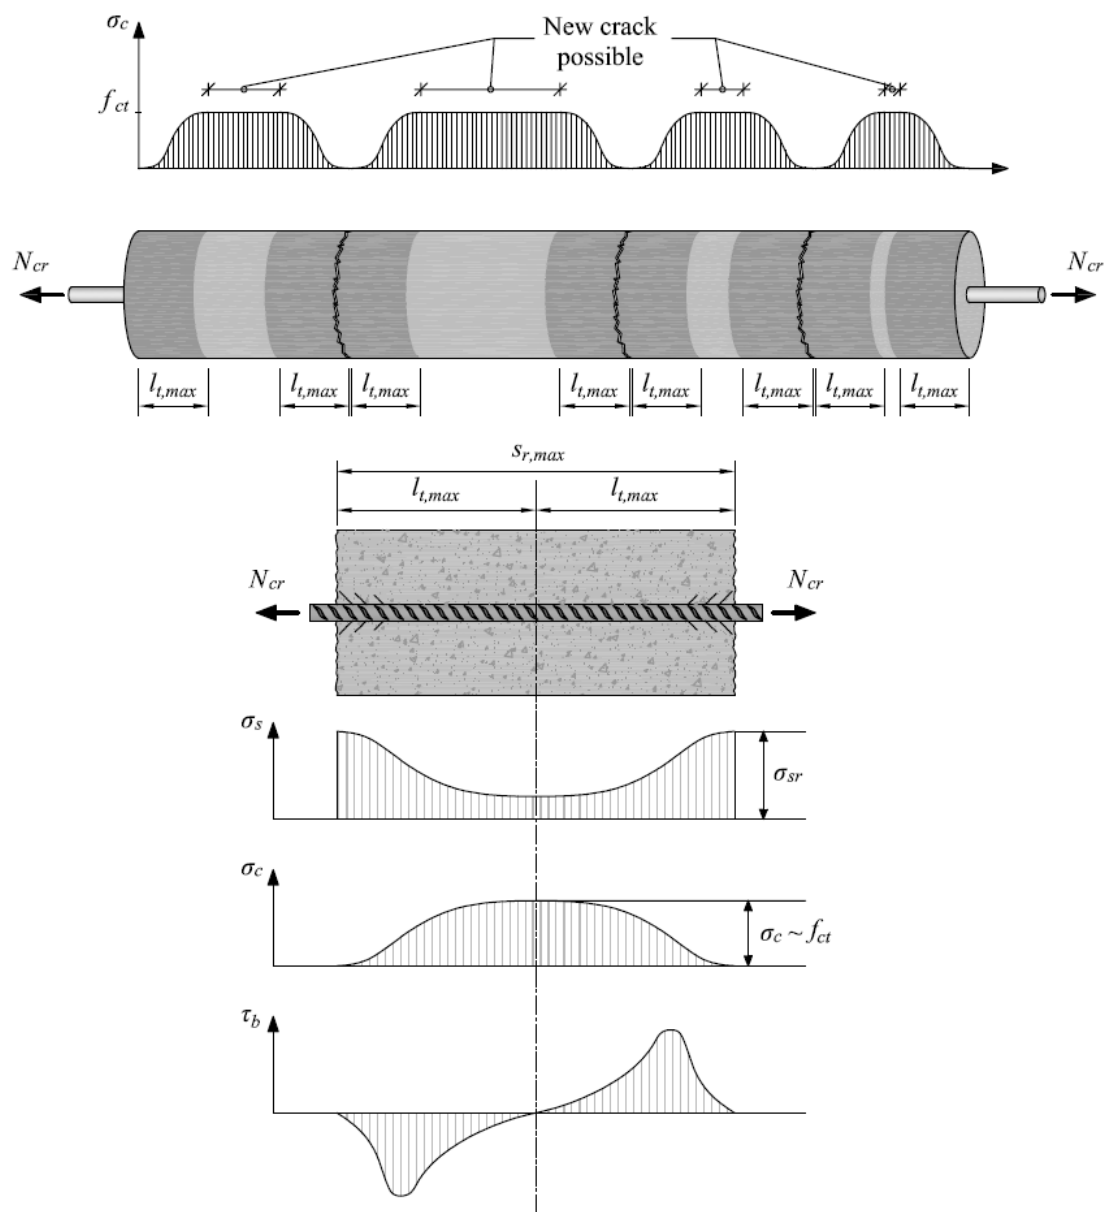 σc
New crack
possible
fct
Ncr
Ncr
lt,max
lt,max
lt,max
lt,max
lt,max
lt,max
lt,max
lt,max
sr,max
lt,max
lt,max
Ncr
Ncr
σs
σsr
σc
σc ~ fct
τb